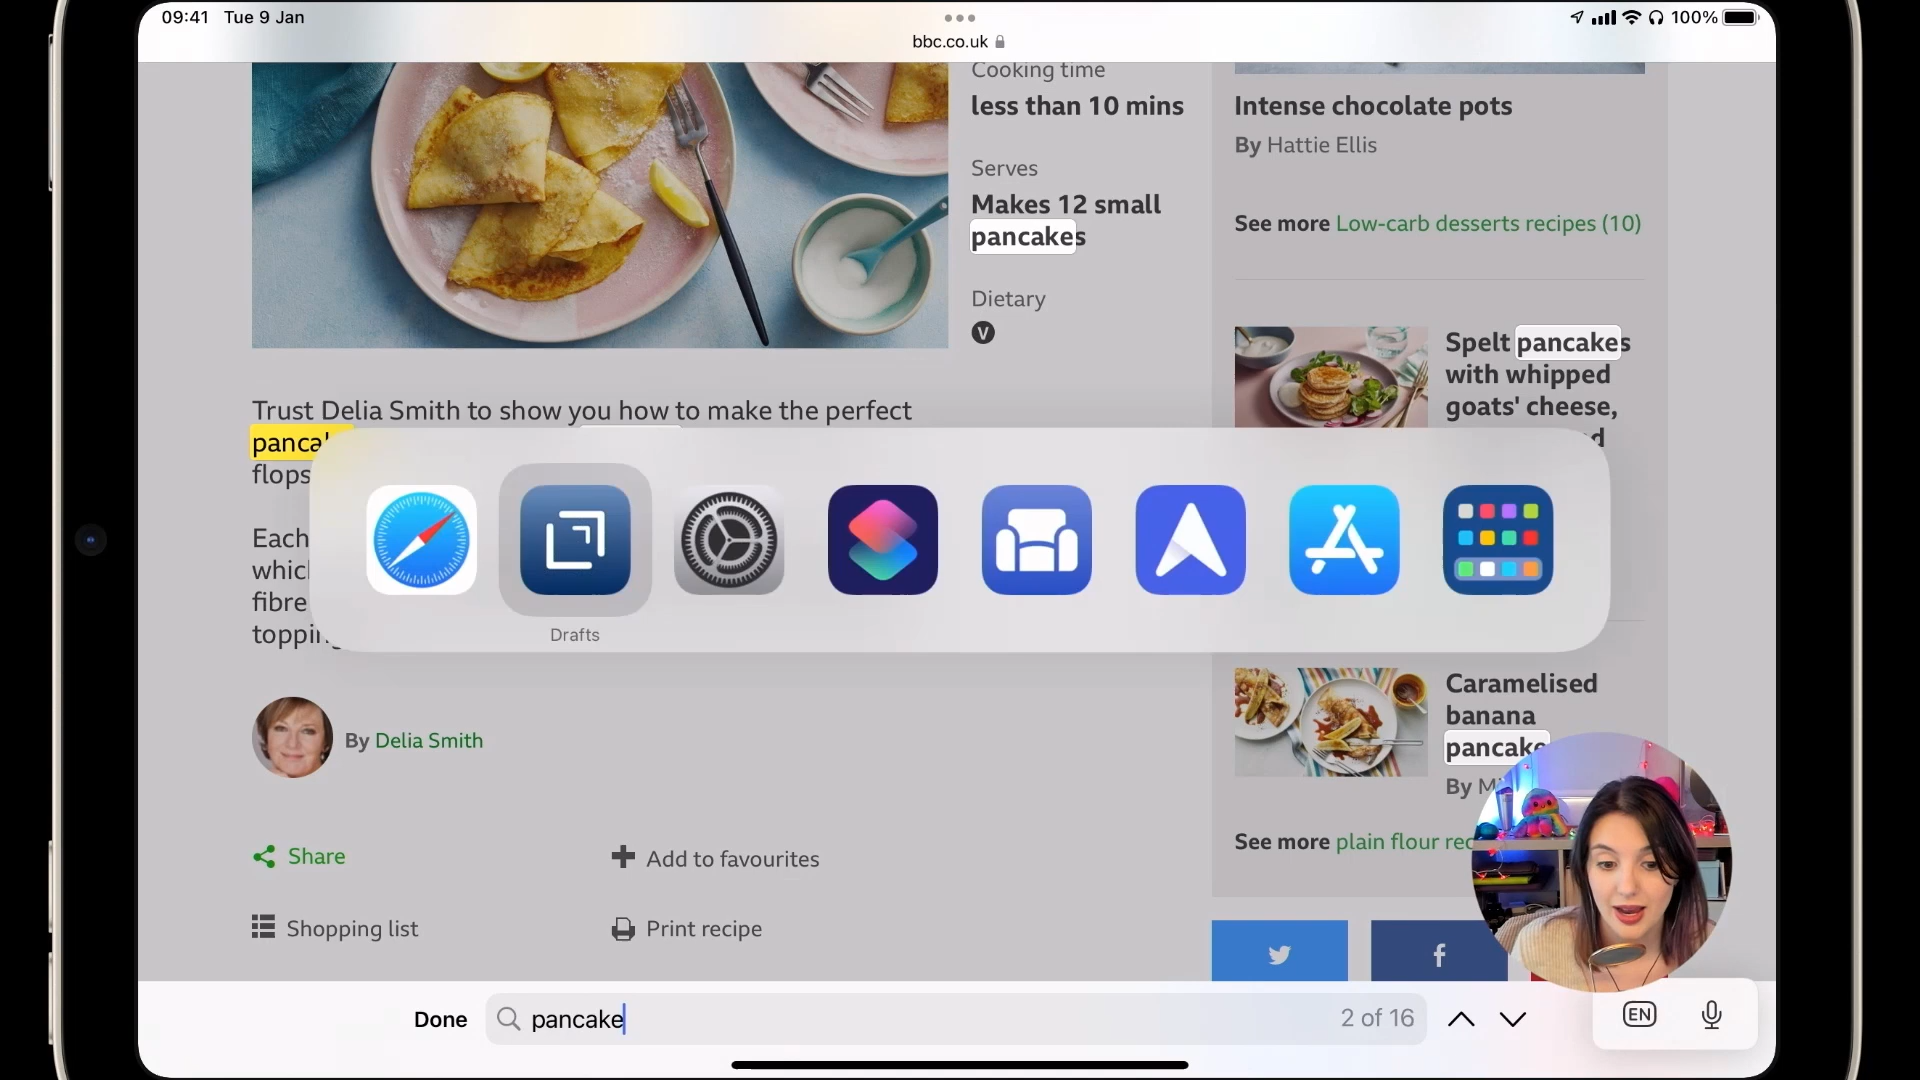 09:41 Tue 9 Jan
100%
bbc.co.uk
Cooking time
less than 10 mins
Serves
Makes 12 small
pancakes
Dietary
V
Intense chocolate pots
By Hattie Ellis
See more Low-carb desserts recipes (10)
Spelt pancakes
with whipped
goats' cheese,
Trust Delia Smith to show you how to make the perfect
flops
Each
fibre
Drafts
By Delia Smith
Caramelised
banana
pancake
By
See more plain flour
Share
Add to favourites
Shopping list
Print recipe
Done
pancake
2 of 16
EN